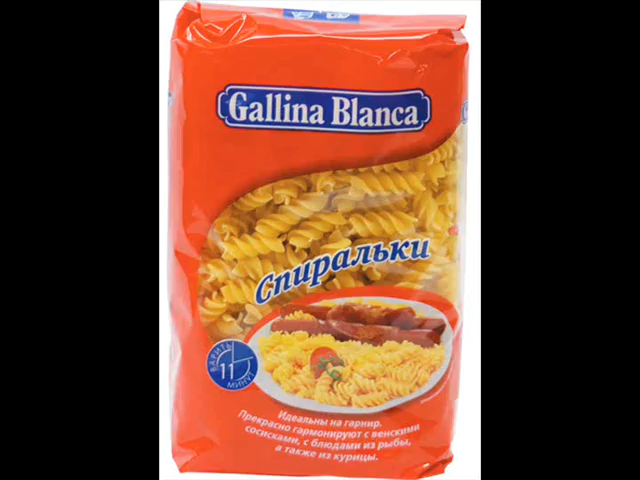 Gallina Blanca
Спиральки
ВАРИТЬ
11
МИНУТ
Идеальны на гарнир.
Прекрасно гармонируют с венскими
сосисками, с блюдами из рыбы,
а также из курицы.